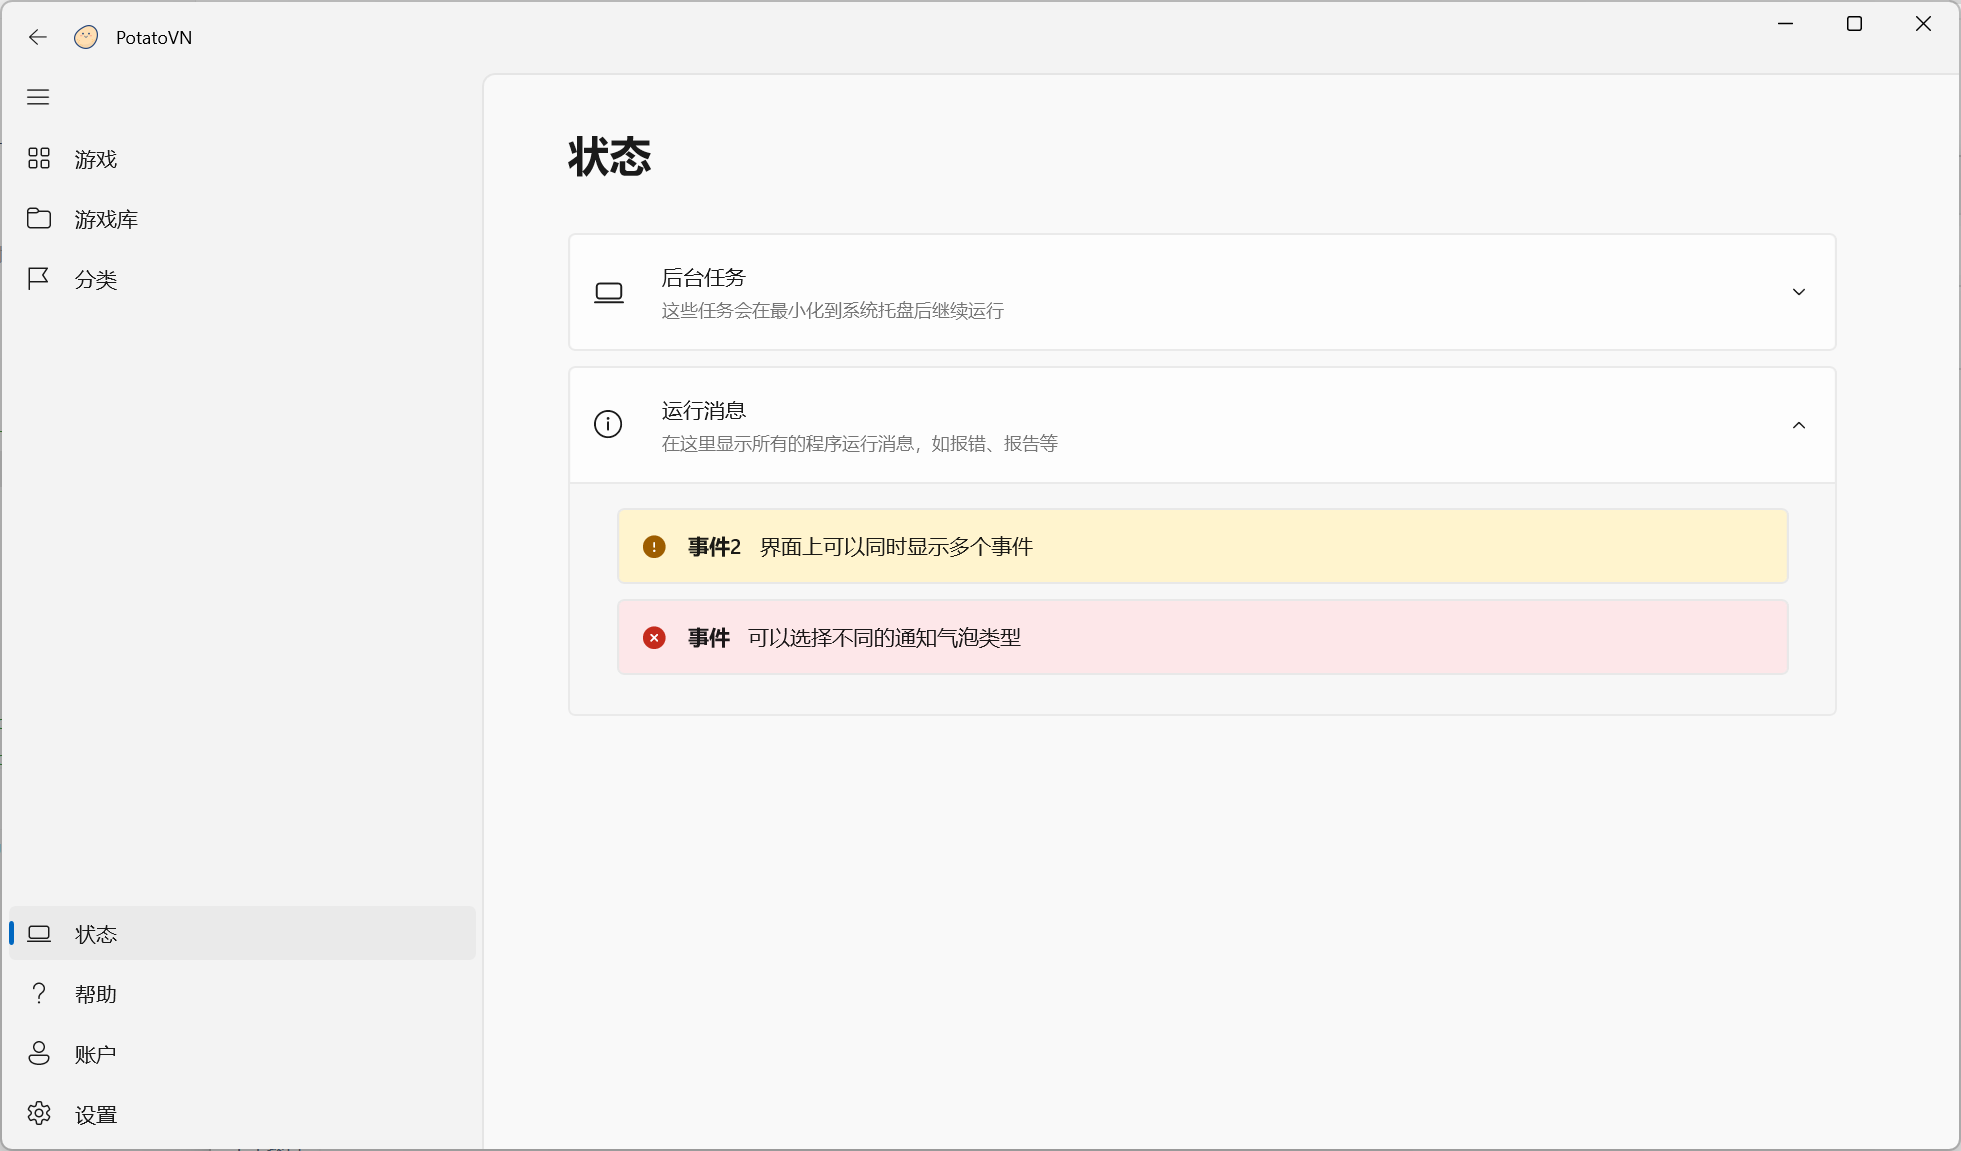 PotatoVN
游戏
游戏库
分类
状态
帮助
账户
设置
状态
后台任务
这些任务会在最小化到系统托盘后继续运行
运行消息
在这里显示所有的程序运行消息，如报错、报告等
事件2 界面上可以同时显示多个事件
事件 可以选择不同的通知气泡类型